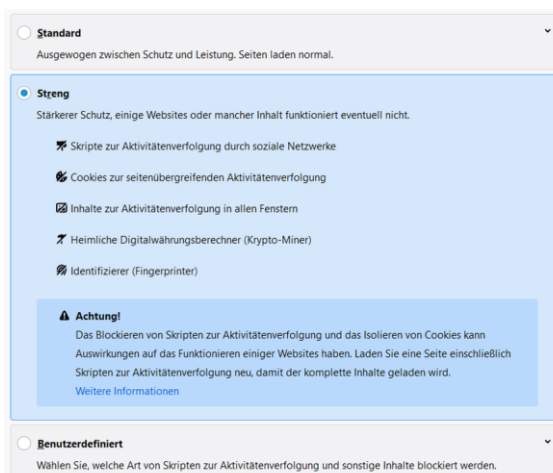 Standard
Ausgewogen zwischen Schutz und Leistung. Seiten laden normal.
Streng
Stärkerer Schutz, einige Websites oder mancher Inhalt funktioniert eventuell nicht.
Skripte zur Aktivitätenverfolgung durch soziale Netzwerke
Cookies zur seitenübergreifenden Aktivitätenverfolgung
Inhalte zur Aktivitätenverfolgung in allen Fenstern
Heimliche Digitalwährungsberechner (Krypto-Miner)
Identifizierer (Fingerprinter)
Achtung!
Das Blockieren von Skripten zur Aktivitätenverfolgung und das Isolieren von Cookies kann
Auswirkungen auf das Funktionieren einiger Websites haben. Laden Sie eine Seite einschließlich
Skripten zur Aktivitätenverfolgung neu, damit der komplette Inhalte geladen wird.
Weitere Informationen
Benutzerdefiniert
Wählen Sie, welche Art von Skripten zur Aktivitätenverfolgung und sonstige Inhalte blockiert werden.